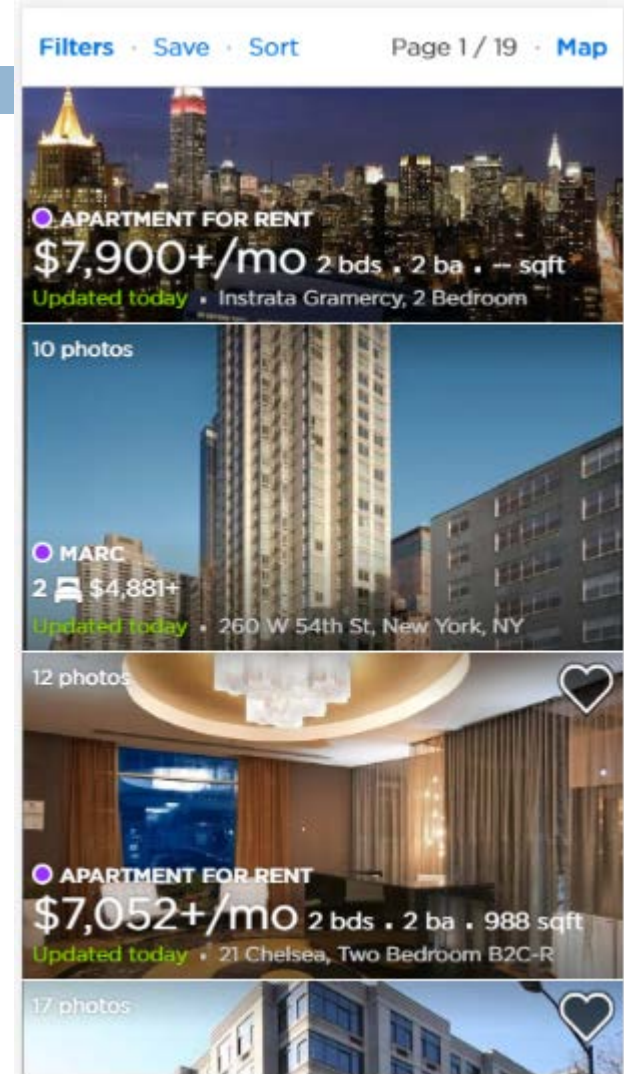 Filters · Save · Sort Page 1 / 19 · Map
APARTMENT FOR RENT
$7,900+/mo 2 bds . 2 ba . -- sqft
Updated today • Instrata Gramercy, 2 Bedroom
10 photos
MARC
2 $4,881+
Updated today • 260 W 54th St, New York, NY
12 photos
APARTMENT FOR RENT
$7,052+/mo 2 bds . 2 ba . 988 sqft
Updated today • 21 Chelsea, Two Bedroom B2C-R
17 photos